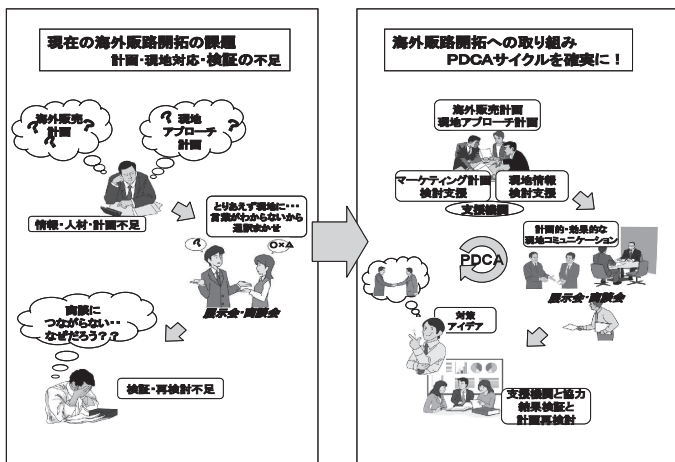 現在の海外販路開拓の課題
計画・現地対応・検証の不足
海外販売
計画
?
?
?
?
現地
アプローチ
計画
?
情報・人材・計画不足
とりあえず現地に・・・
言葉がわからないから
通訳まかせ
?
○×△
展示会・商談会
商談に
つながらない・・
なぜだろう??
検証・再検討不足
海外販路開拓への取り組み
PDCAサイクルを確実に!
海外販売計画
現地アプローチ計画
マーケティング計画
検討支援
現地情報
検討支援
支援機関
計画的・効果的な
現地コミュニケーション
PDCA
展示会・商談会
対策
アイデア
支援機関と協力
結果検証と
計画再検討